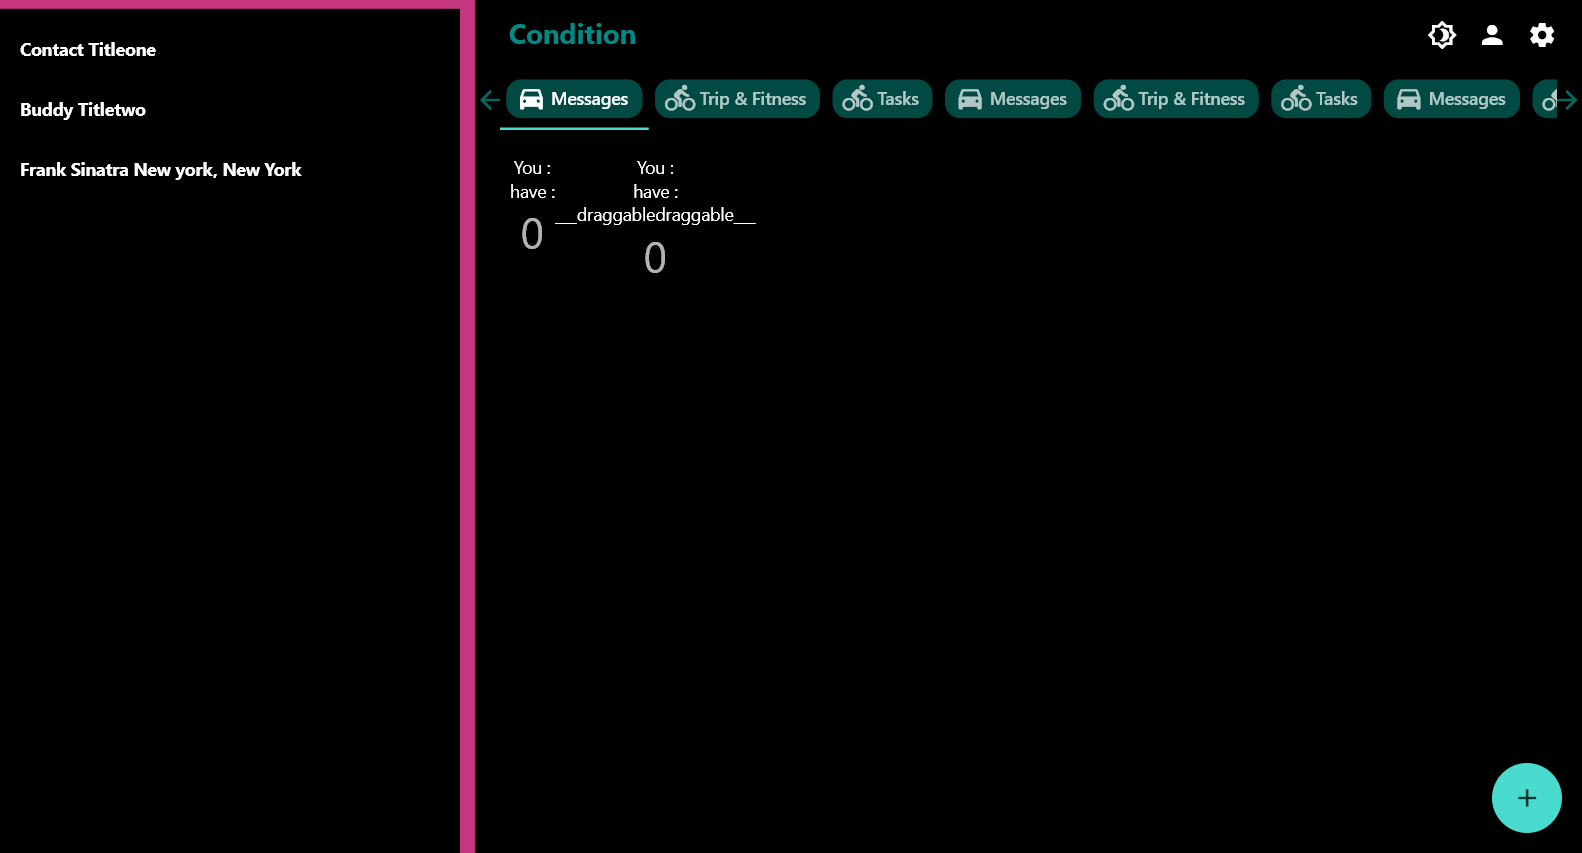 Contact Titleone
Buddy Titletwo
Frank Sinatra New york, New York
Condition
Messages Trip & Fitness Tasks Messages Trip & Fitness Tasks Messages
You :
have :
0
You :
have :
__draggabledraggable__
0